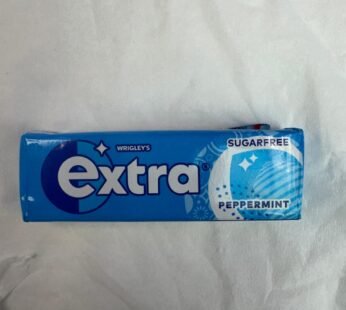 WRIGLEY'S
extra®
SUGARFREE
PEPPERMINT